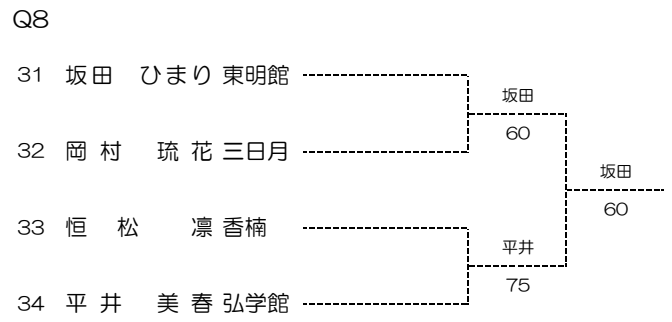 Q8
31 坂田 ひまり 東明館
坂田
32 岡村 琉花 三日月
60
坂田
60
33 恒松 凛 香楠
平井
34 平井 美春 弘学館
75